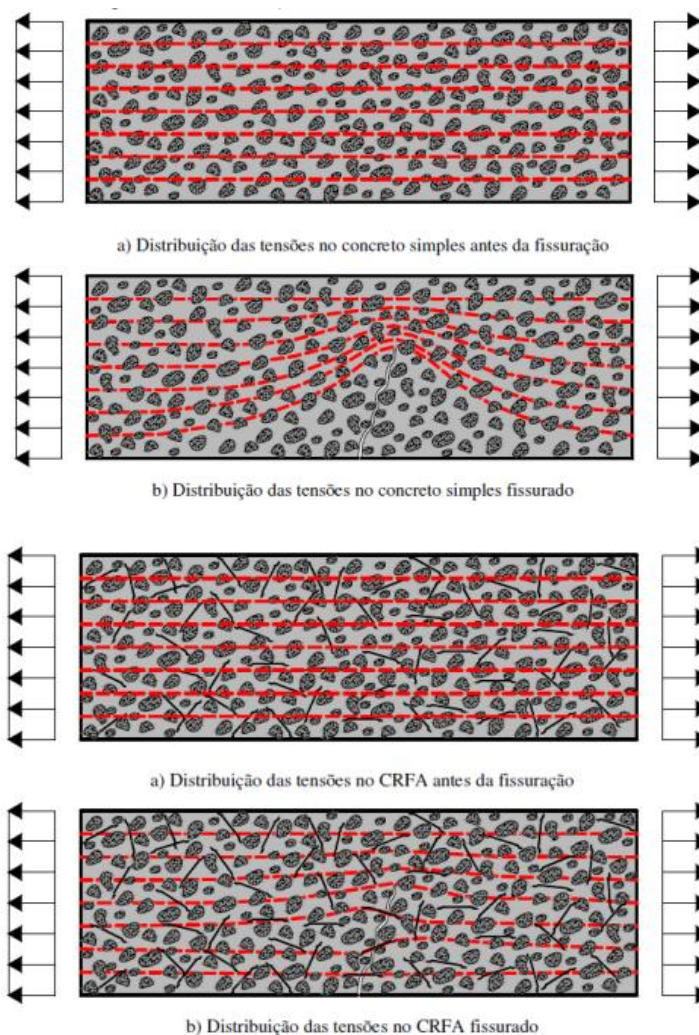 a) Distribuição das tensões no concreto simples antes da fissuração
b) Distribuição das tensões no concreto simples fissurado
a) Distribuição das tensões no CRFA antes da fissuração
b) Distribuição das tensões no CRFA fissurado